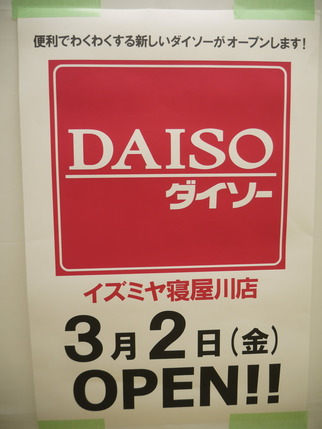 便利でわくわくする新しいダイソーがオープンします!
DAISO
ダイソー
イズミヤ寝屋川店
3月2日(金)
OPEN!!